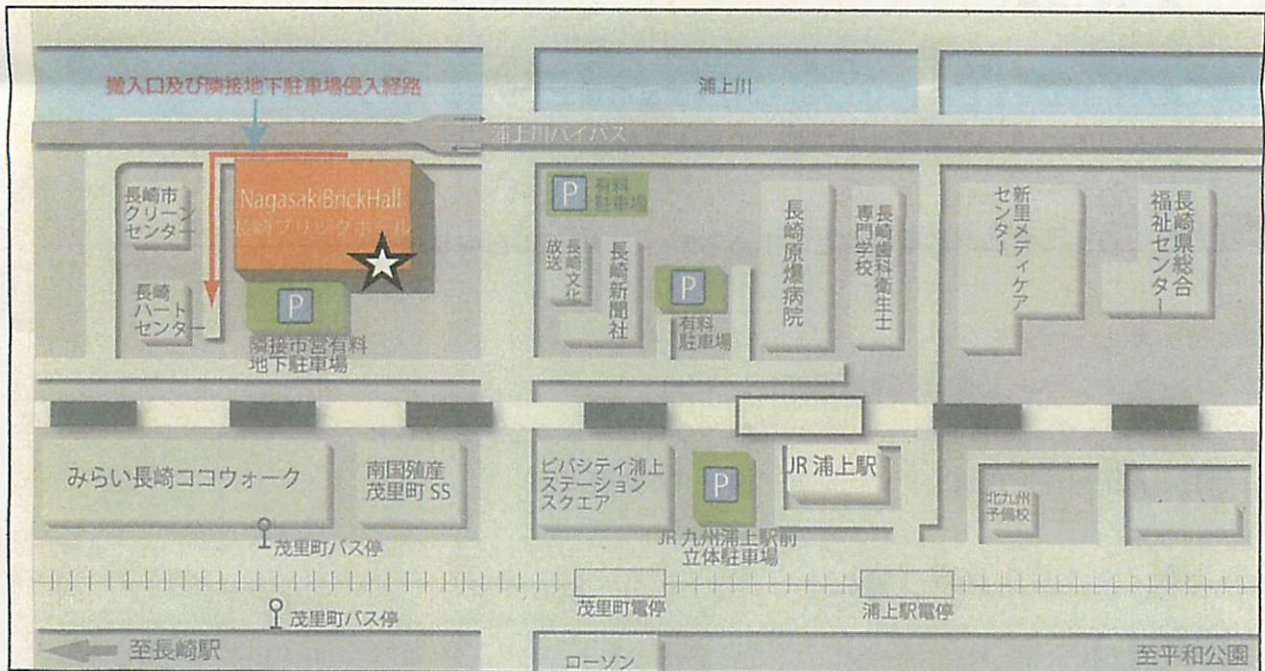 搬入口及び隣接地下駐車場侵入経路
浦上川
浦上川バイパス
長崎市
クリーン
センター
NagasakiBrickHall
長崎ブリックホール
P
有料
駐車場
長崎文化
放送
長崎新聞社
P
有料
駐車場
長崎原爆病院
長崎歯科衛生士
専門学校
新里メディケア
センター
長崎県総合
福祉センター
長崎
ハート
センター
P
隣接市営有料
地下駐車場
みらい長崎ココウォーク
南国殖産
茂里町 SS
ビバシティ浦上
ステーション
スクエア
P
JR 九州浦上駅前
立体駐車場
JR 浦上駅
北九州
予備校
茂里町バス停
茂里町電停
浦上駅電停
茂里町バス停
至長崎駅
ローソン
至平和公園